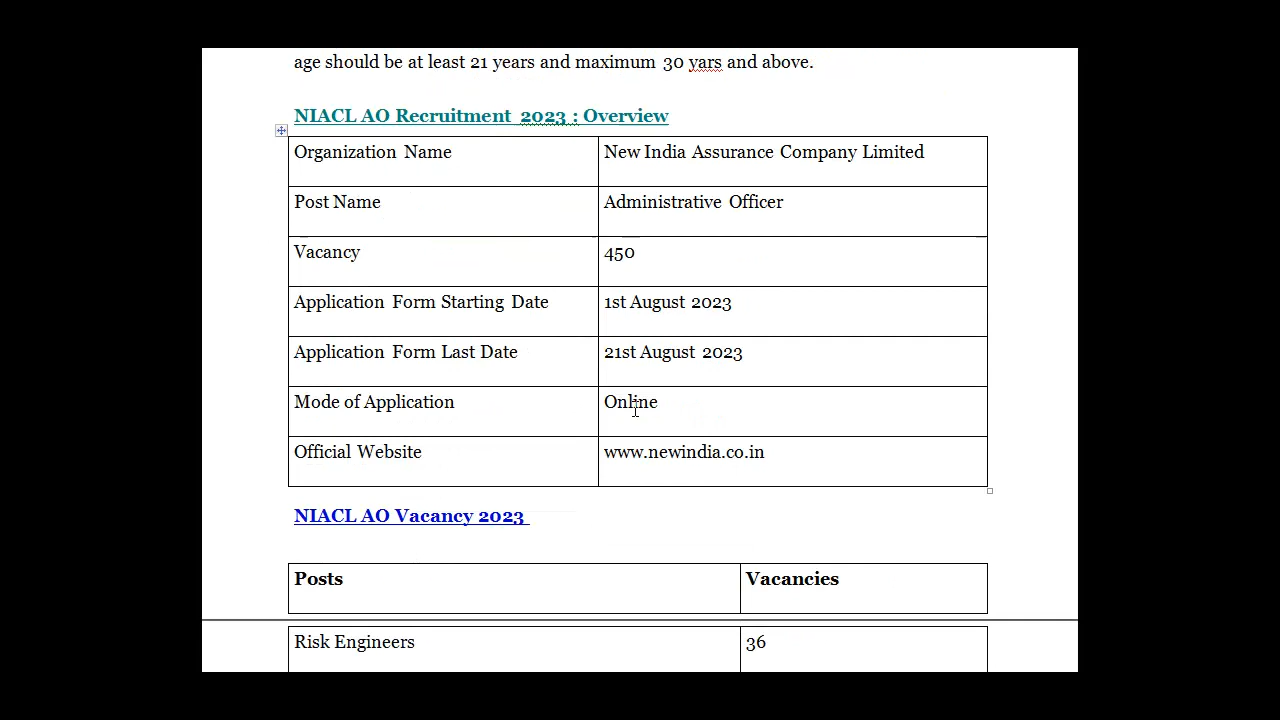 age should be at least 21 years and maximum 30 yars and above.
NIACL AO Recruitment 2023 : Overview
Organization Name New India Assurance Company Limited
Post Name Administrative Officer
Vacancy 450
Application Form Starting Date 1st August 2023
Application Form Last Date 21st August 2023
Mode of Application Online
Official Website www.newindia.co.in
NIACL AO Vacancy 2023
Posts Vacancies
Risk Engineers 36